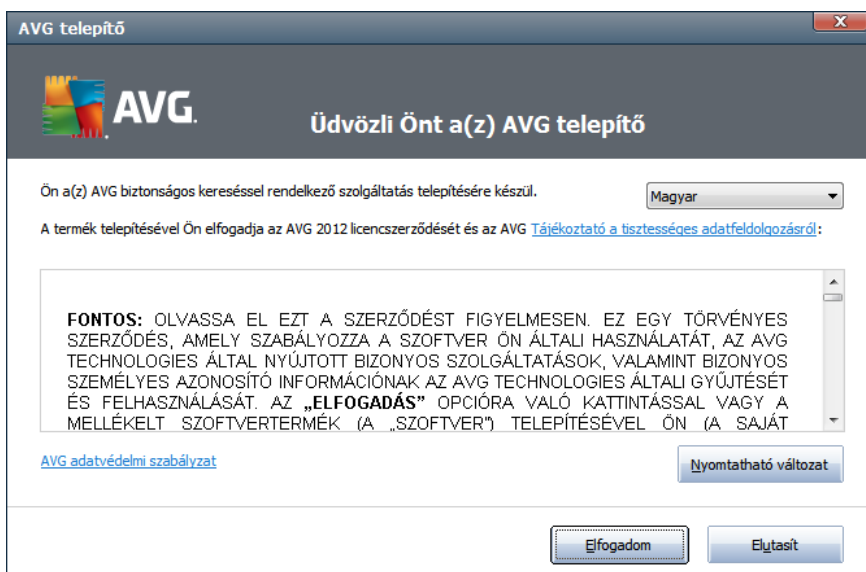 AVG telepítő
AVG.
Üdvözli Önt a(z) AVG telepítő
Ön a(z) AVG biztonságos kereséssel rendelkező szolgáltatás telepítésére készül.
Magyar
A termék telepítésével Ön elfogadja az AVG 2012 licencszerződését és az AVG Tájékoztató a tisztességes adatfeldolgozásról:
FONTOS: OLVASSA EL EZT A SZERZŐDÉST FIGYELMESEN. EZ EGY TÖRVÉNYES
SZERZŐDÉS, AMELY SZABÁLYOZZA A SZOFTVER ÖN ÁLTALI HASZNÁLATÁT, AZ AVG
TECHNOLOGIES ÁLTAL NYÚJTOTT BIZONYOS SZOLGÁLTATÁSOK, VALAMINT BIZONYOS
SZEMÉLYES AZONOSÍTÓ INFORMÁCIÓNAK AZ AVG TECHNOLOGIES ÁLTALI GYŰJTÉSÉT
ÉS FELHASZNÁLÁSÁT. AZ „ELFOGADÁS” OPCIÓRA VALÓ KATTINTÁSSAL VAGY A
MELLÉKELT SZOFTVERTERMÉK (A „SZOFTVER”) TELEPÍTÉSÉVEL ÖN (A SAJÁT
AVG adatvédelmi szabályzat
Nyomtatható változat
Elfogadom
Elutasít